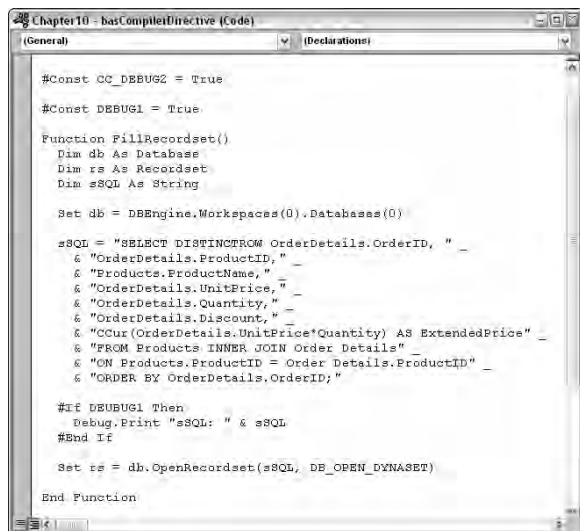 Chapter10 - basCompilerDirective (Code)
(General) (Declarations)
#Const CC_DEBUG2 = True
#Const DEBUG1 = True
Function FillRecordset()
Dim db As Database
Dim rs As Recordset
Dim sSQL As String
Set db = DBEngine.Workspaces(0).Databases(0)
sSQL = "SELECT DISTINCTROW OrderDetails.OrderID, " _
& "OrderDetails.ProductID," _
& "Products.ProductName," _
& "OrderDetails.UnitPrice," _
& "OrderDetails.Quantity," _
& "OrderDetails.Discount," _
& "CCur(OrderDetails.UnitPrice*Quantity) AS ExtendedPrice" _
& "FROM Products INNER JOIN Order Details" _
& "ON Products.ProductID = Order Details.ProductID" _
& "ORDER BY OrderDetails.OrderID;"
#If DEUBUG1 Then
Debug.Print "sSQL: " & sSQL
#End If
Set rs = db.OpenRecordset(sSQL, DB_OPEN_DYNASET)
End Function